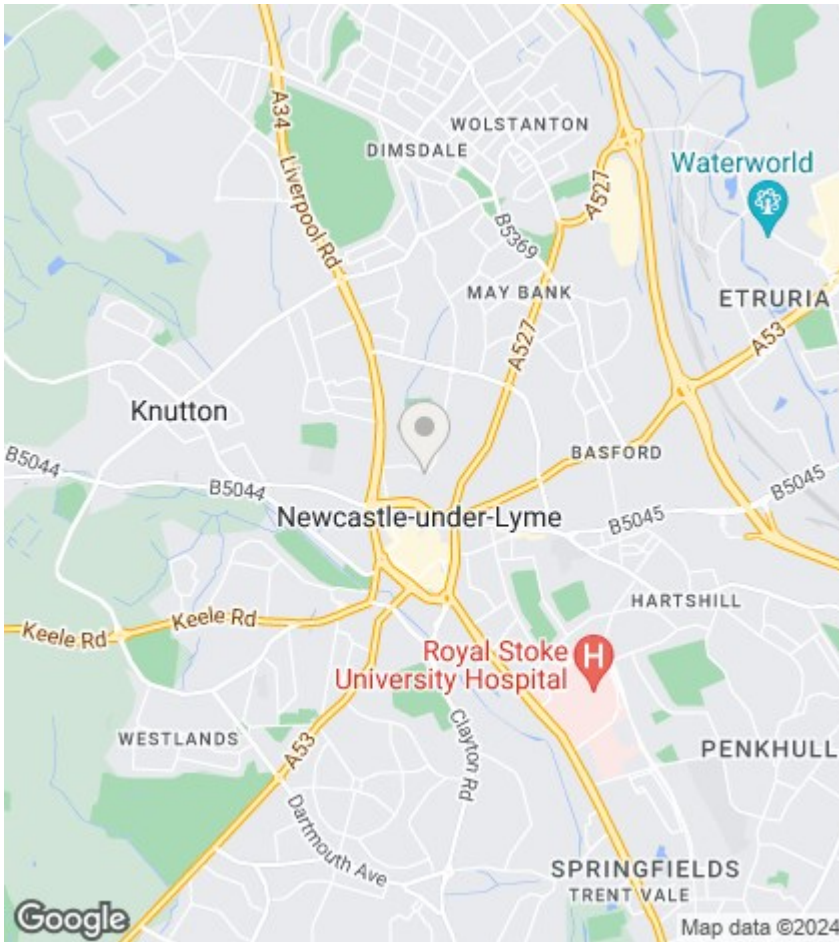 WOLSTANTON
DIMSDALE
A34
A527
Waterworld
Liverpool Rd
B5369
MAY BANK
ETRURIA
A53
A527
Knutton
BASFORD
B5044
B5044
B5045
B5045
Newcastle-under-Lyme
HARTSHILL
Keele Rd
Keele Rd
Royal Stoke
University Hospital
H
Clayton Rd
WESTLANDS
A53
PENKHULL
Dartmouth Ave
SPRINGFIELDS
TRENT VALE
Google
Map data ©2024